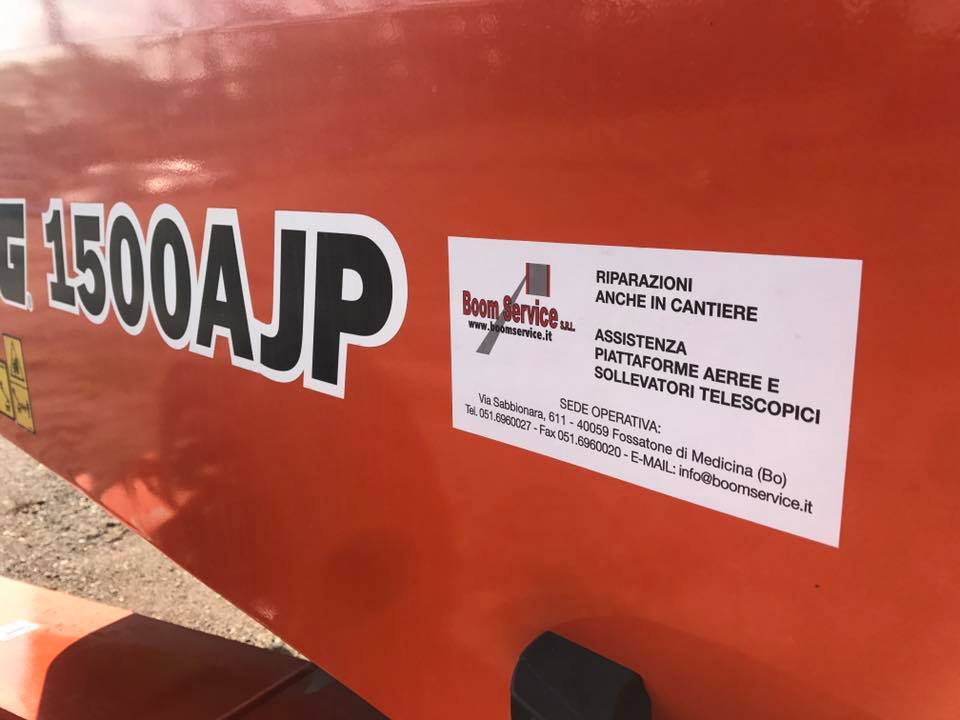 G 1500AJP
Boom Service S.R.L.
www.boomservice.it
RIPARAZIONI
ANCHE IN CANTIERE
ASSISTENZA
PIATTAFORME AEREE E
SOLLEVATORI TELESCOPICI
SEDE OPERATIVA:
Via Sabbionara, 611 - 40059 Fossatone di Medicina (Bo)
Tel. 051.6960027 - Fax 051.6960020 - E-MAIL: info@boomservice.it